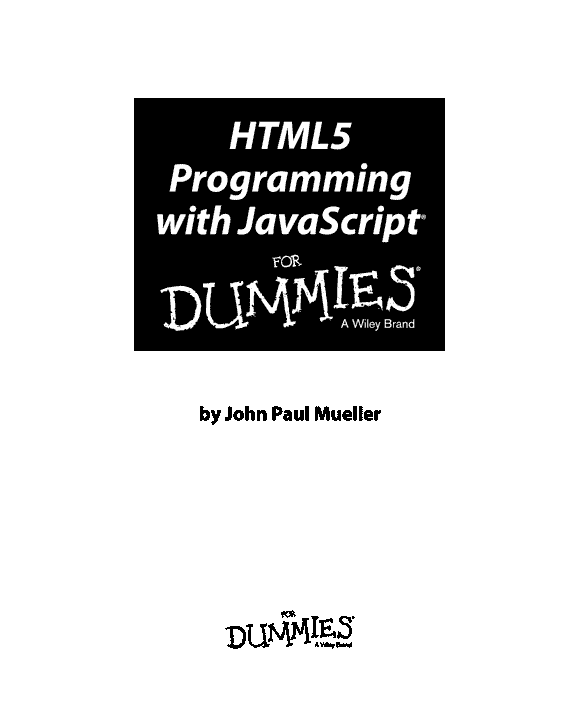 HTML5
Programming
with JavaScript®
FOR
DUMMIES®
A Wiley Brand
by John Paul Mueller
FOR
DUMMIES®
A Wiley Brand